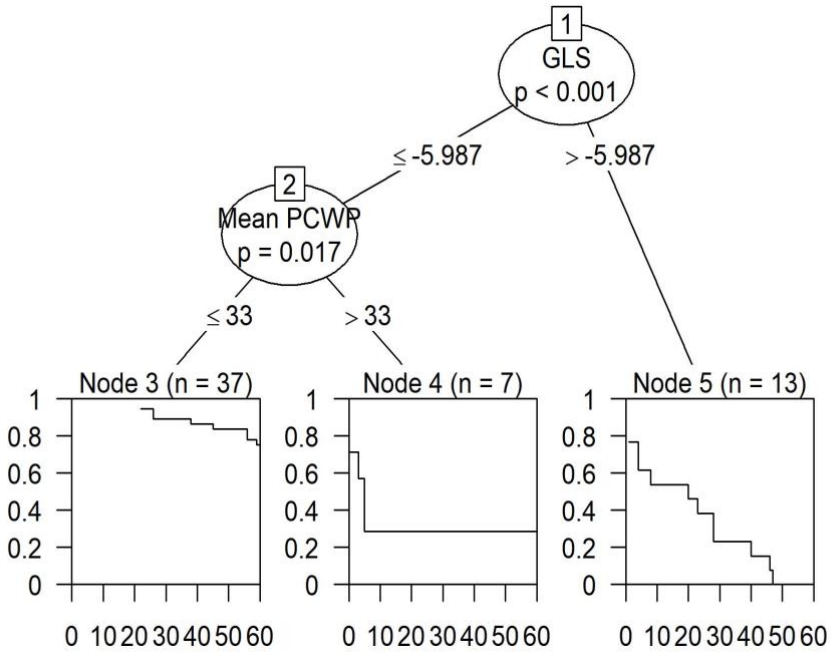 1
GLS
p < 0.001
≤ -5.987
> -5.987
2
Mean PCWP
p = 0.017
≤ 33
> 33
Node 3 (n = 37)
Node 4 (n = 7)
Node 5 (n = 13)
1
0.8
0.6
0.4
0.2
0
0 10 20 30 40 50 60
1
0.8
0.6
0.4
0.2
0
0 10 20 30 40 50 60
1
0.8
0.6
0.4
0.2
0
0 10 20 30 40 50 60